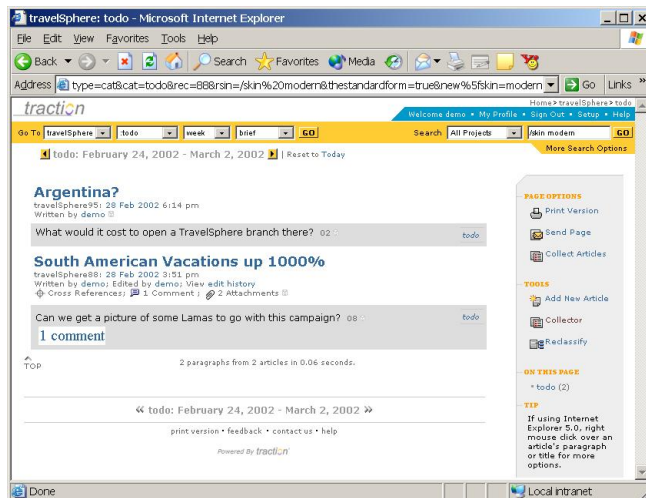 travelSphere: todo - Microsoft Internet Explorer
File Edit View Favorites Tools Help
Back Search Favorites Media
Address type=cat&cat=todo&rec=88&rsin=/skin%20modern&thestandardform=true&new%5fskin=modern Go Links »
traction
Home > travelSphere > todo
Welcome demo • My Profile • Sign Out • Setup • Help
Go To travelSphere :todo week brief GO Search All Projects /skin modern GO
More Search Options
todo: February 24, 2002 - March 2, 2002 | Reset to Today
Argentina?
travelSphere95: 28 Feb 2002 6:14 pm
Written by demo
What would it cost to open a TravelSphere branch there? 02 todo
South American Vacations up 1000%
travelSphere88: 28 Feb 2002 3:51 pm
Written by demo; Edited by demo; View edit history
Cross References; 1 Comment ; 2 Attachments
Can we get a picture of some Lamas to go with this campaign? 08 todo
1 comment
TOP
2 paragraphs from 2 articles in 0.06 seconds.
« todo: February 24, 2002 - March 2, 2002 »
print version • feedback • contact us • help
Powered By traction
PAGE OPTIONS
Print Version
Send Page
Collect Articles
TOOLS
Add New Article
Collector
Reclassify
ON THIS PAGE
• todo (2)
TIP
If using Internet
Explorer 5.0, right
mouse click over an
article's paragraph
or title for more
options.
Done Local intranet